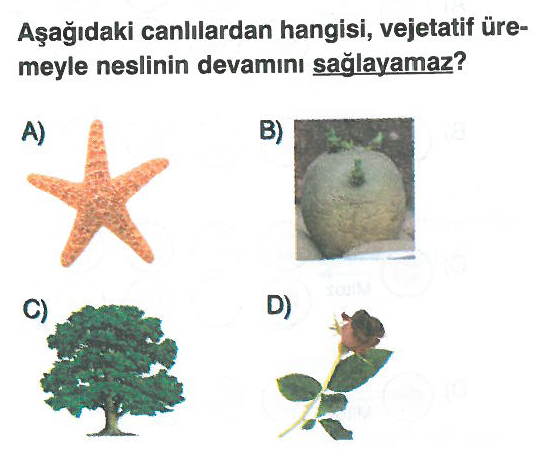 Aşağıdaki canlılardan hangisi, vejetatif üre-
meyle neslinin devamını sağlayamaz?
A)
B)
C)
D)